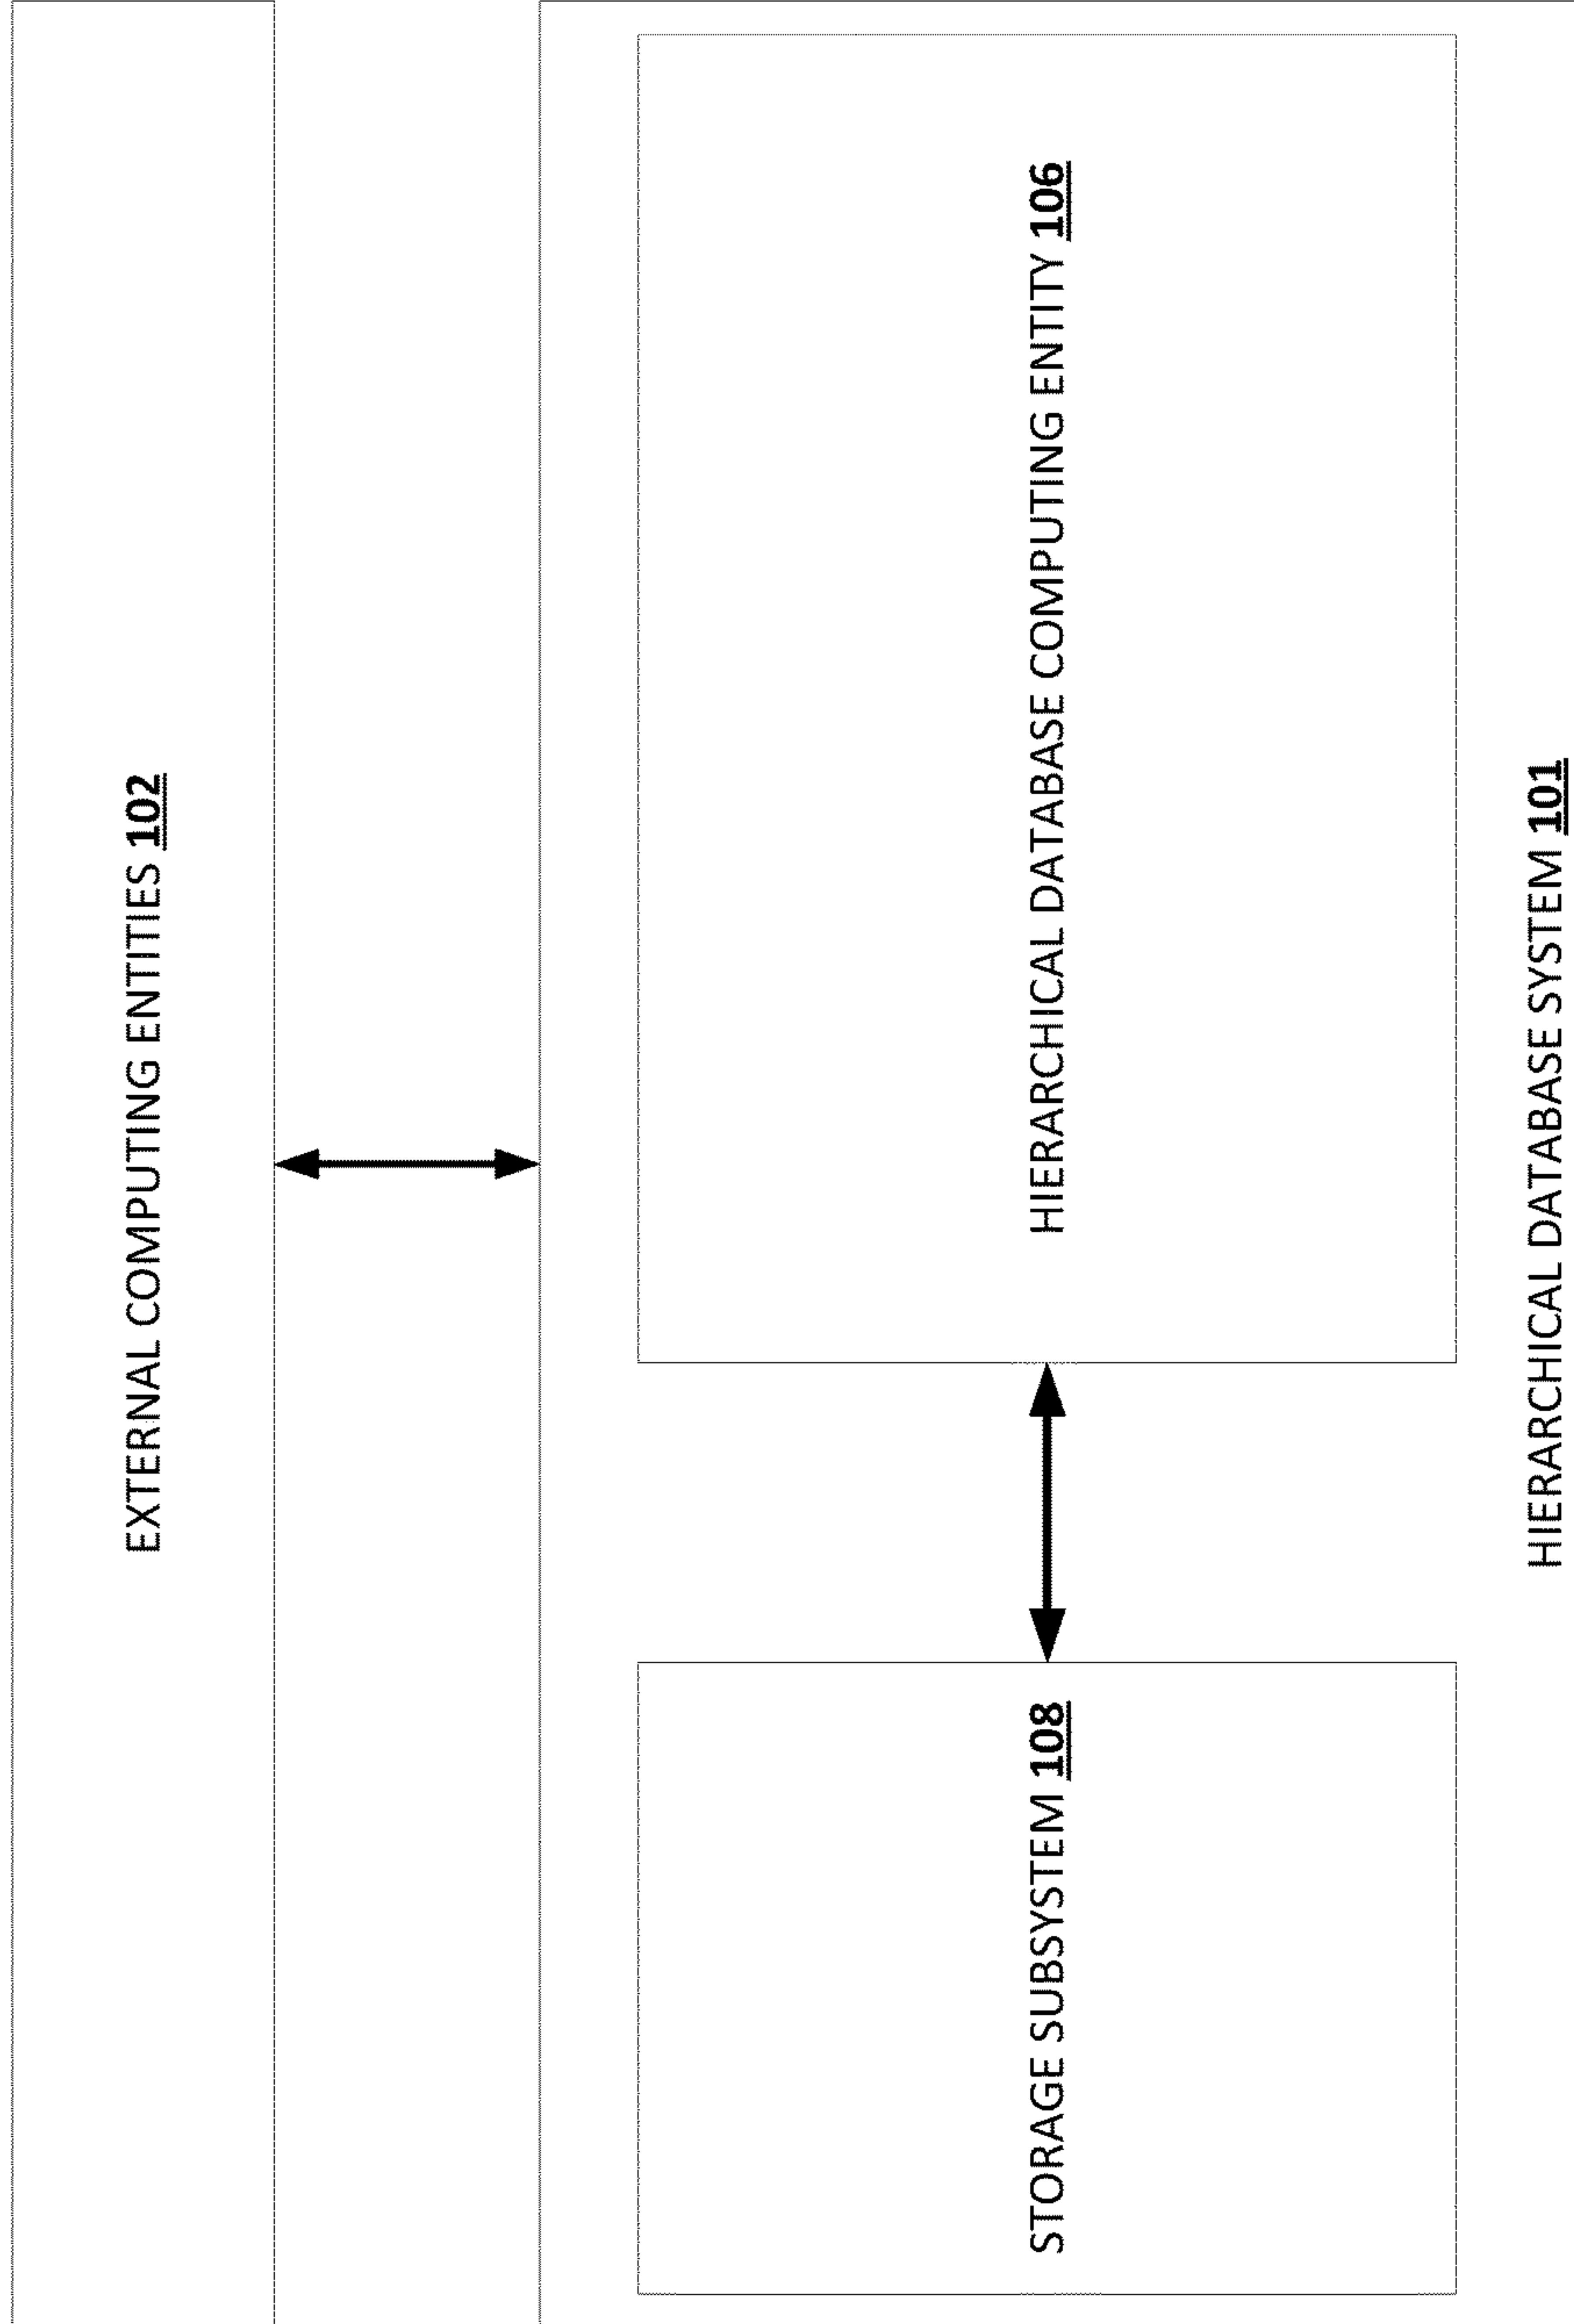 EXTERNAL COMPUTING ENTITIES 102
STORAGE SUBSYSTEM 108
HIERARCHICAL DATABASE COMPUTING ENTITY 106
HIERARCHICAL DATABASE SYSTEM 101